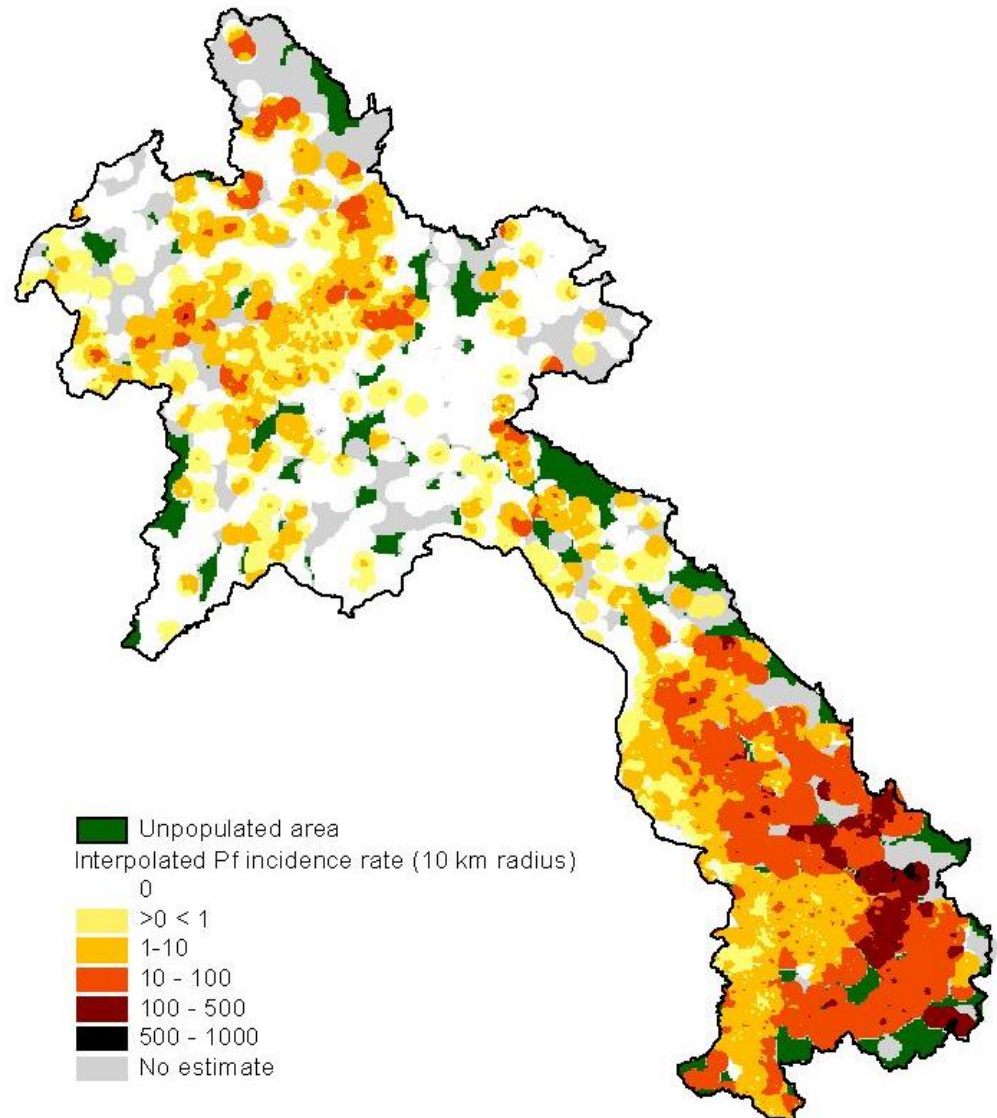 Unpopulated area
Interpolated Pf incidence rate (10 km radius)
0
>0 < 1
1-10
10 - 100
100 - 500
500 - 1000
No estimate